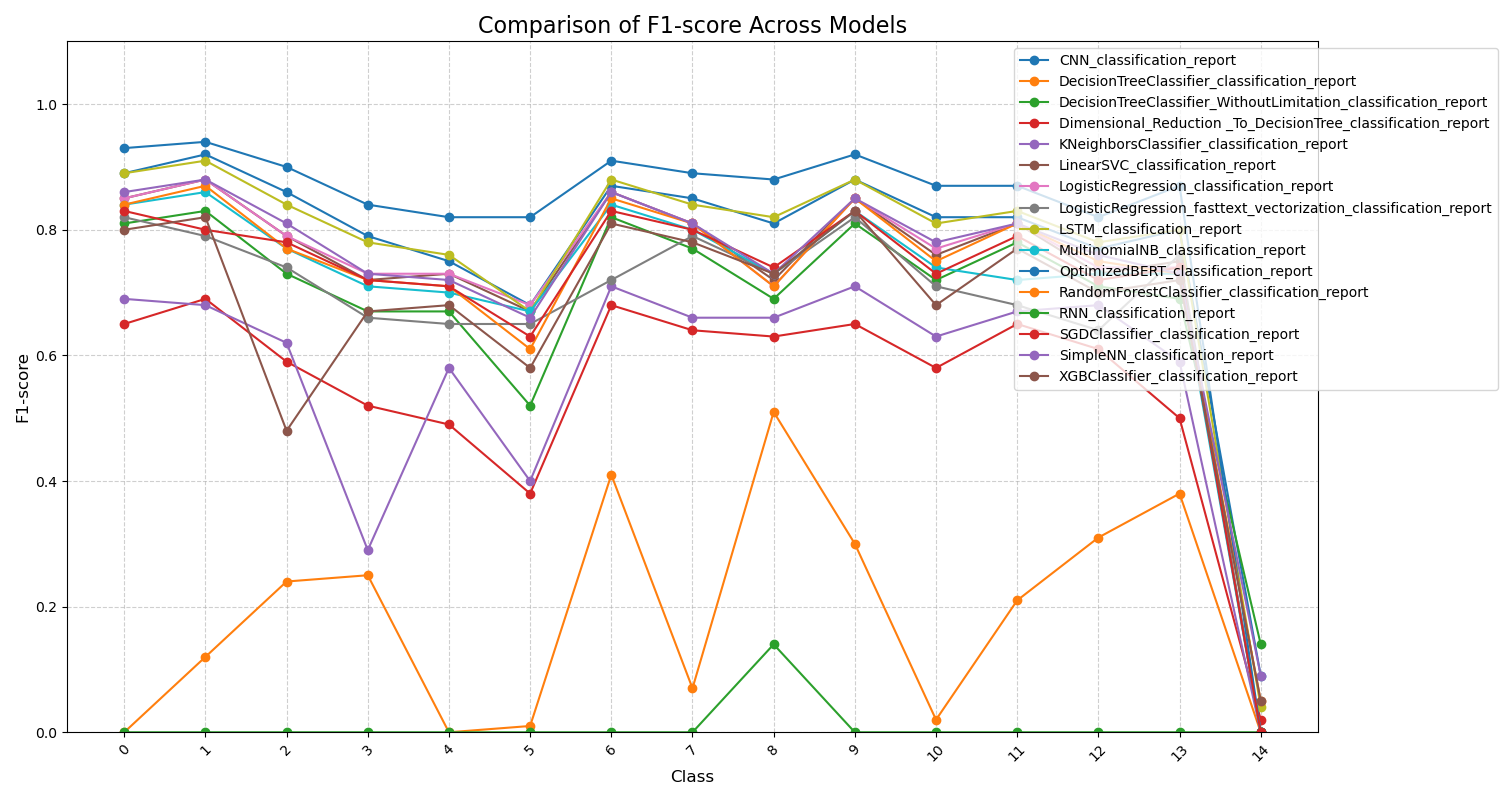 Comparison of F1-score Across Models
CNN_classification_report
DecisionTreeClassifier_classification_report
DecisionTreeClassifier_WithoutLimitation_classification_report
Dimensional_Reduction _To_DecisionTree_classification_report
KNeighborsClassifier_classification_report
LinearSVC_classification_report
LogisticRegression_classification_report
LogisticRegression_fasttext_vectorization_classification_report
LSTM_classification_report
MultinomialNB_classification_report
OptimizedBERT_classification_report
RandomForestClassifier_classification_report
RNN_classification_report
SGDClassifier_classification_report
SimpleNN_classification_report
XGBClassifier_classification_report
F1-score
1.0
0.8
0.6
0.4
0.2
0.0
0 1 2 3 4 5 6 7 8 9 10 11 12 13 14
Class